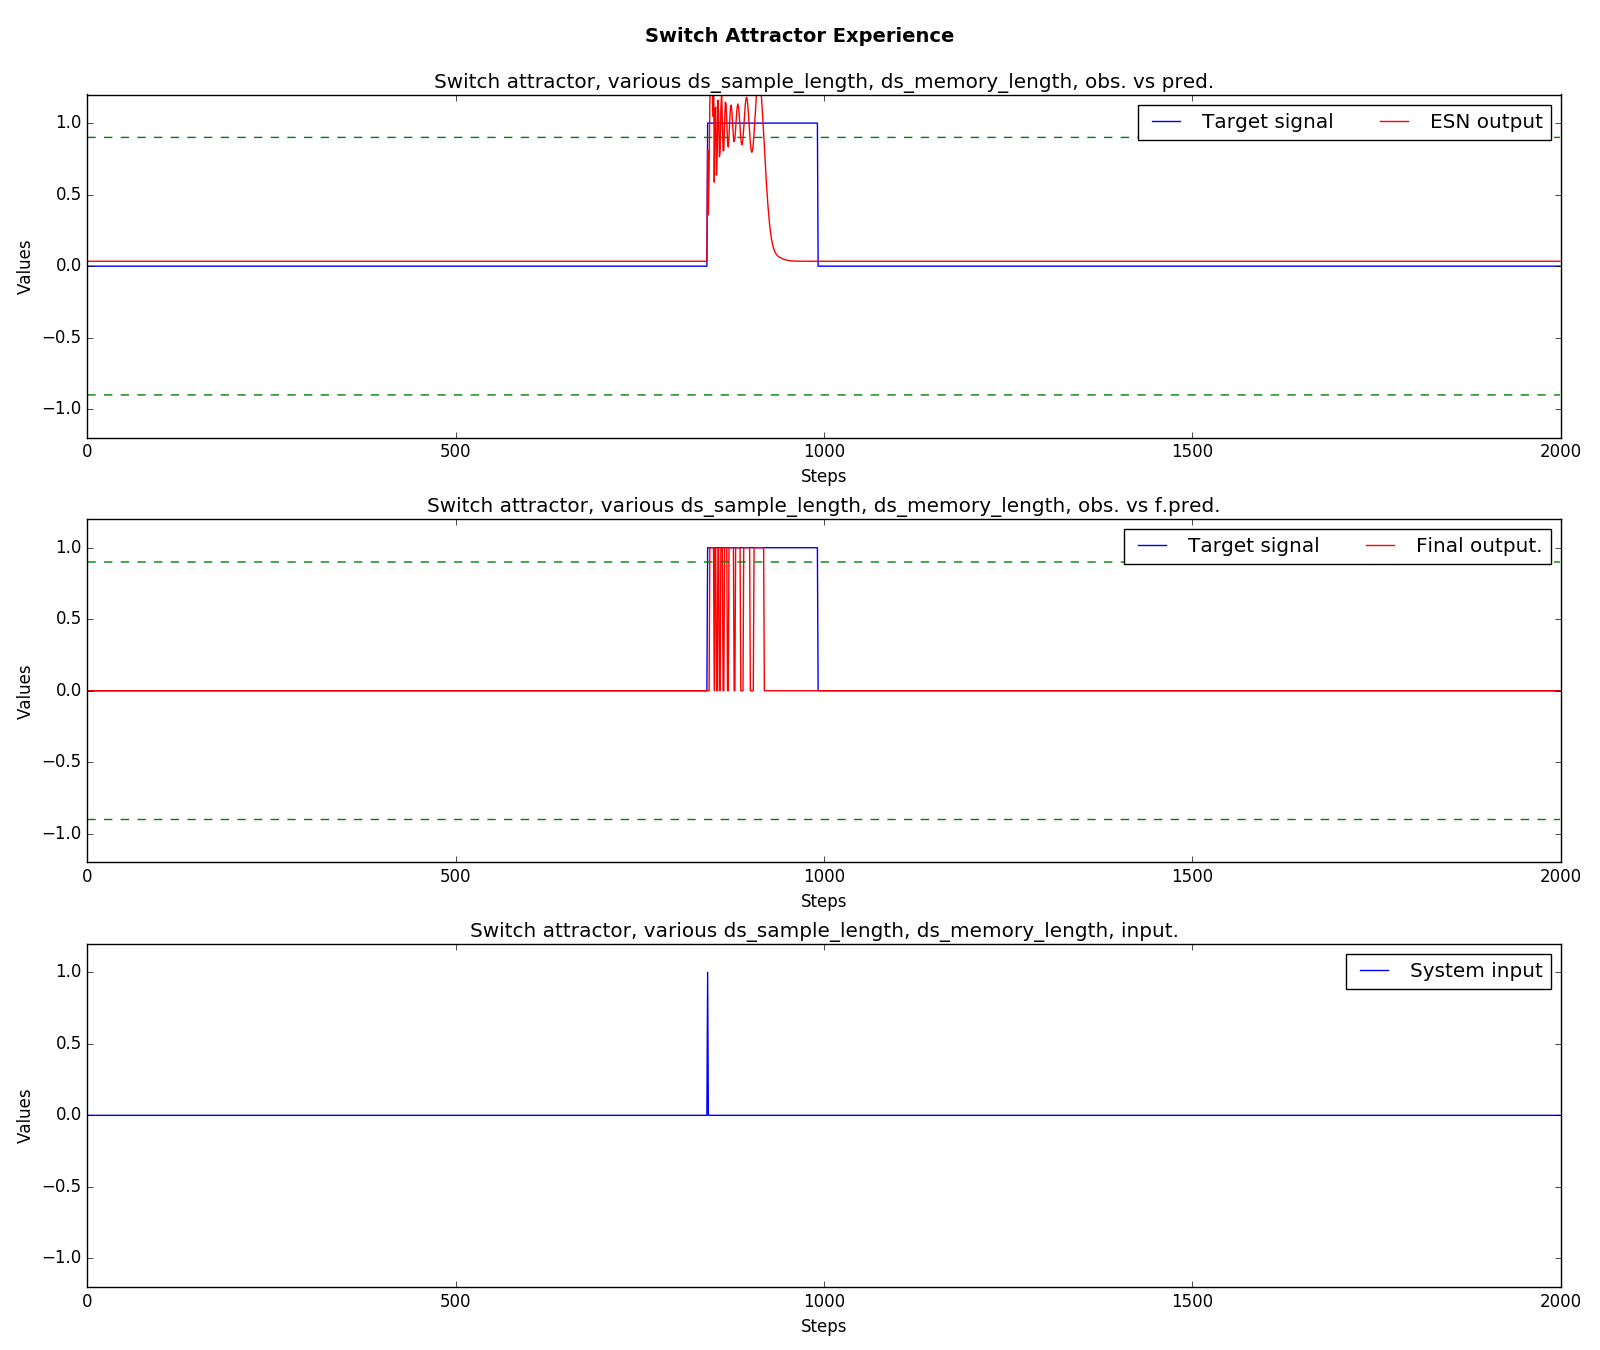 Switch Attractor Experience
Switch attractor, various ds_sample_length, ds_memory_length, obs. vs pred.
Target signal ESN output
1.0
0.5
0.0
−0.5
−1.0
Values
0 500 1000 1500 2000
Steps
Switch attractor, various ds_sample_length, ds_memory_length, obs. vs f.pred.
Target signal Final output.
1.0
0.5
0.0
−0.5
−1.0
Values
0 500 1000 1500 2000
Steps
Switch attractor, various ds_sample_length, ds_memory_length, input.
System input
1.0
0.5
0.0
−0.5
−1.0
Values
0 500 1000 1500 2000
Steps